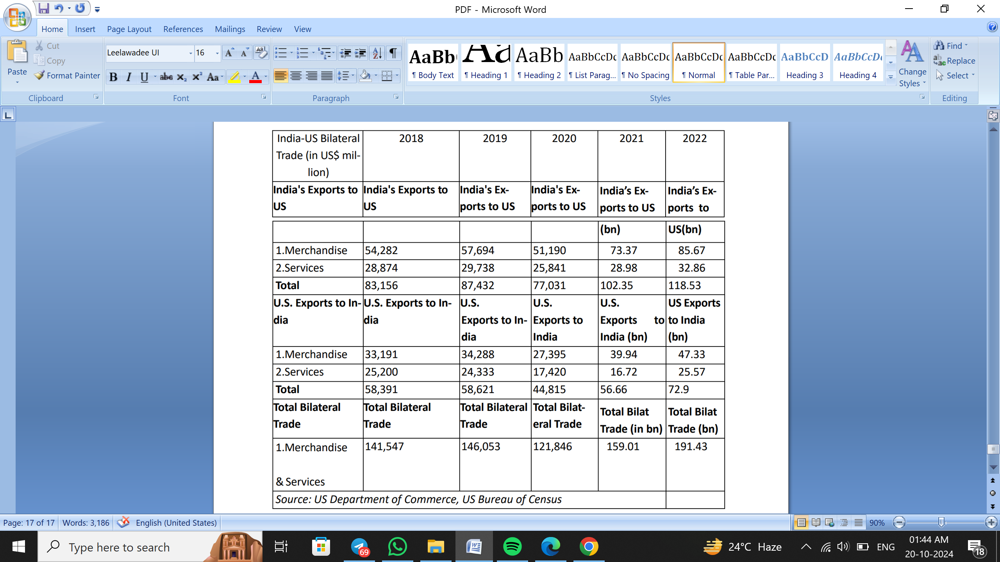 PDF - Microsoft Word
Home Insert Page Layout References Mailings Review View
Paste
Cut
Copy
Format Painter
Clipboard
Leelawadee UI 16
Font
Paragraph
AaBb AaBb AaBbCcDc AaBbCcDc AaBbCcDc AaBbCcDc AaBbCcD AaBbCcDc
¶ Body Text ¶ Heading 1 ¶ Heading 2 ¶ List Parag... ¶ No Spacing ¶ Normal ¶ Table Par... Heading 3 Heading 4
Change
Styles
Styles
Find
Replace
Select
Editing
India-US Bilateral 2018 2019 2020 2021 2022
Trade (in US$ mil-
lion)
India's Exports to India's Exports to India's Ex- India's Ex- India’s Ex- India’s Ex-
US US ports to US ports to US ports to US ports to
(bn) US(bn)
1.Merchandise 54,282 57,694 51,190 73.37 85.67
2.Services 28,874 29,738 25,841 28.98 32.86
Total 83,156 87,432 77,031 102.35 118.53
U.S. Exports to In- U.S. Exports to In- U.S. U.S. U.S. US Exports
dia dia Exports to In- Exports to Exports to to India
dia India India (bn) (bn)
1.Merchandise 33,191 34,288 27,395 39.94 47.33
2.Services 25,200 24,333 17,420 16.72 25.57
Total 58,391 58,621 44,815 56.66 72.9
Total Bilateral Total Bilateral Total Bilateral Total Bilat- Total Bilat Total Bilat
Trade Trade Trade eral Trade Trade (in bn) Trade (bn)
1.Merchandise 141,547 146,053 121,846 159.01 191.43
& Services
Source: US Department of Commerce, US Bureau of Census
Page: 17 of 17 Words: 3,186 English (United States) 90%
Type here to search
69
24°C Haze
ENG
01:44 AM
20-10-2024
18